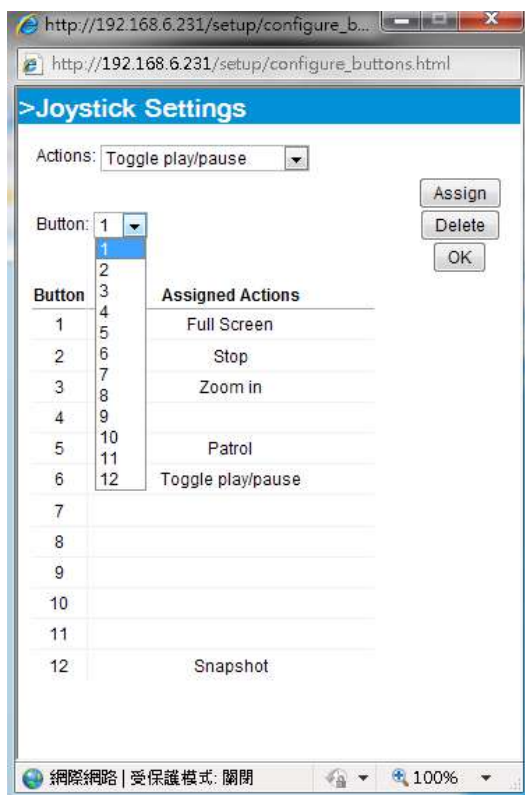 http://192.168.6.231/setup/configure_b...
http://192.168.6.231/setup/configure_buttons.html
>Joystick Settings
Actions: Toggle play/pause
Assign
Button: 1
Delete
OK
1
2
3
4
5
6
7
8
9
10
11
12
Button Assigned Actions
1 Full Screen
2 Stop
3 Zoom in
4
5 Patrol
6 Toggle play/pause
7
8
9
10
11
12 Snapshot
網際網路 | 受保護模式: 關閉 100%